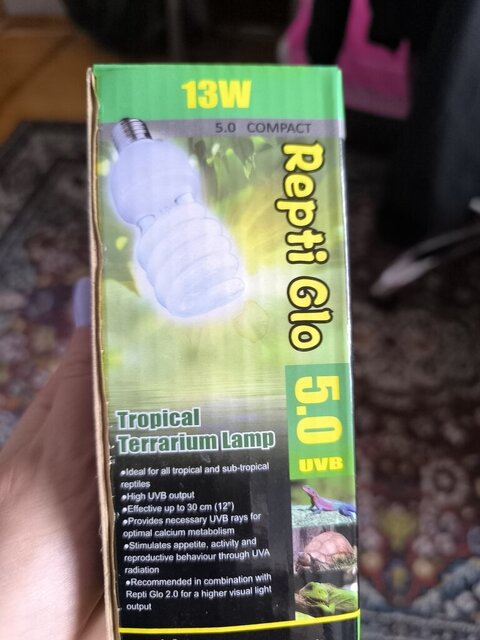 13W
5.0 COMPACT
Repti Glo
5.0
UVB
Tropical
Terrarium Lamp
•Ideal for all tropical and sub-tropical
reptiles
•High UVB output
•Effective up to 30 cm (12")
•Provides necessary UVB rays for
optimal calcium metabolism
•Stimulates appetite, activity and
reproductive behaviour through UVA
radiation
•Recommended in combination with
Repti Glo 2.0 for a higher visual light
output